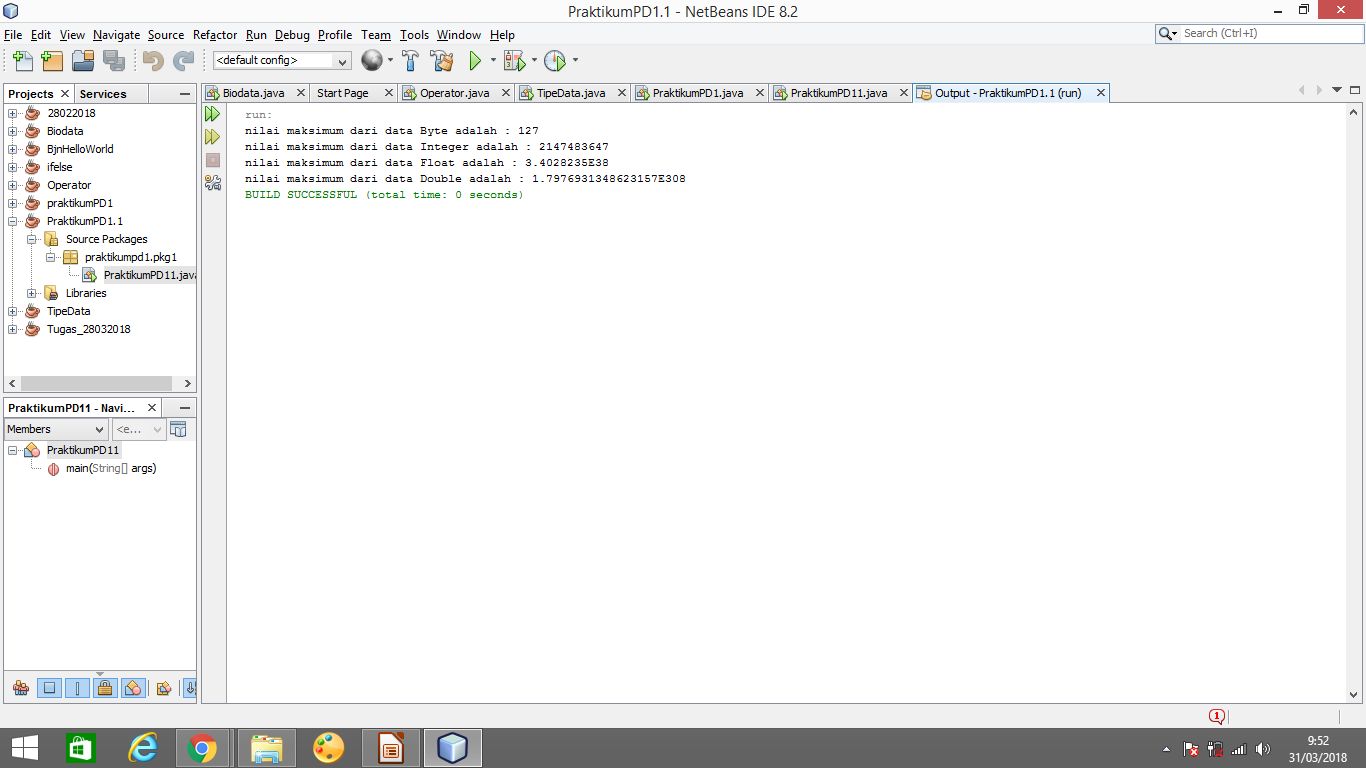 PraktikumPD1.1 - NetBeans IDE 8.2
File Edit View Navigate Source Refactor Run Debug Profile Team Tools Window Help
Search (Ctrl+I)
<default config>
Projects Services
Biodata.java Start Page Operator.java TipeData.java PraktikumPD1.java PraktikumPD11.java Output - PraktikumPD1.1 (run)
28022018
Biodata
BjnHelloWorld
ifelse
Operator
praktikumPD1
PraktikumPD1.1
Source Packages
praktikumpd1.pkg1
PraktikumPD11.java
Libraries
TipeData
Tugas_28032018
run:
nilai maksimum dari data Byte adalah : 127
nilai maksimum dari data Integer adalah : 2147483647
nilai maksimum dari data Float adalah : 3.4028235E38
nilai maksimum dari data Double adalah : 1.7976931348623157E308
BUILD SUCCESSFUL (total time: 0 seconds)
PraktikumPD11 - Navi...
Members <e...
PraktikumPD11
main(String[] args)
1
9:52
31/03/2018